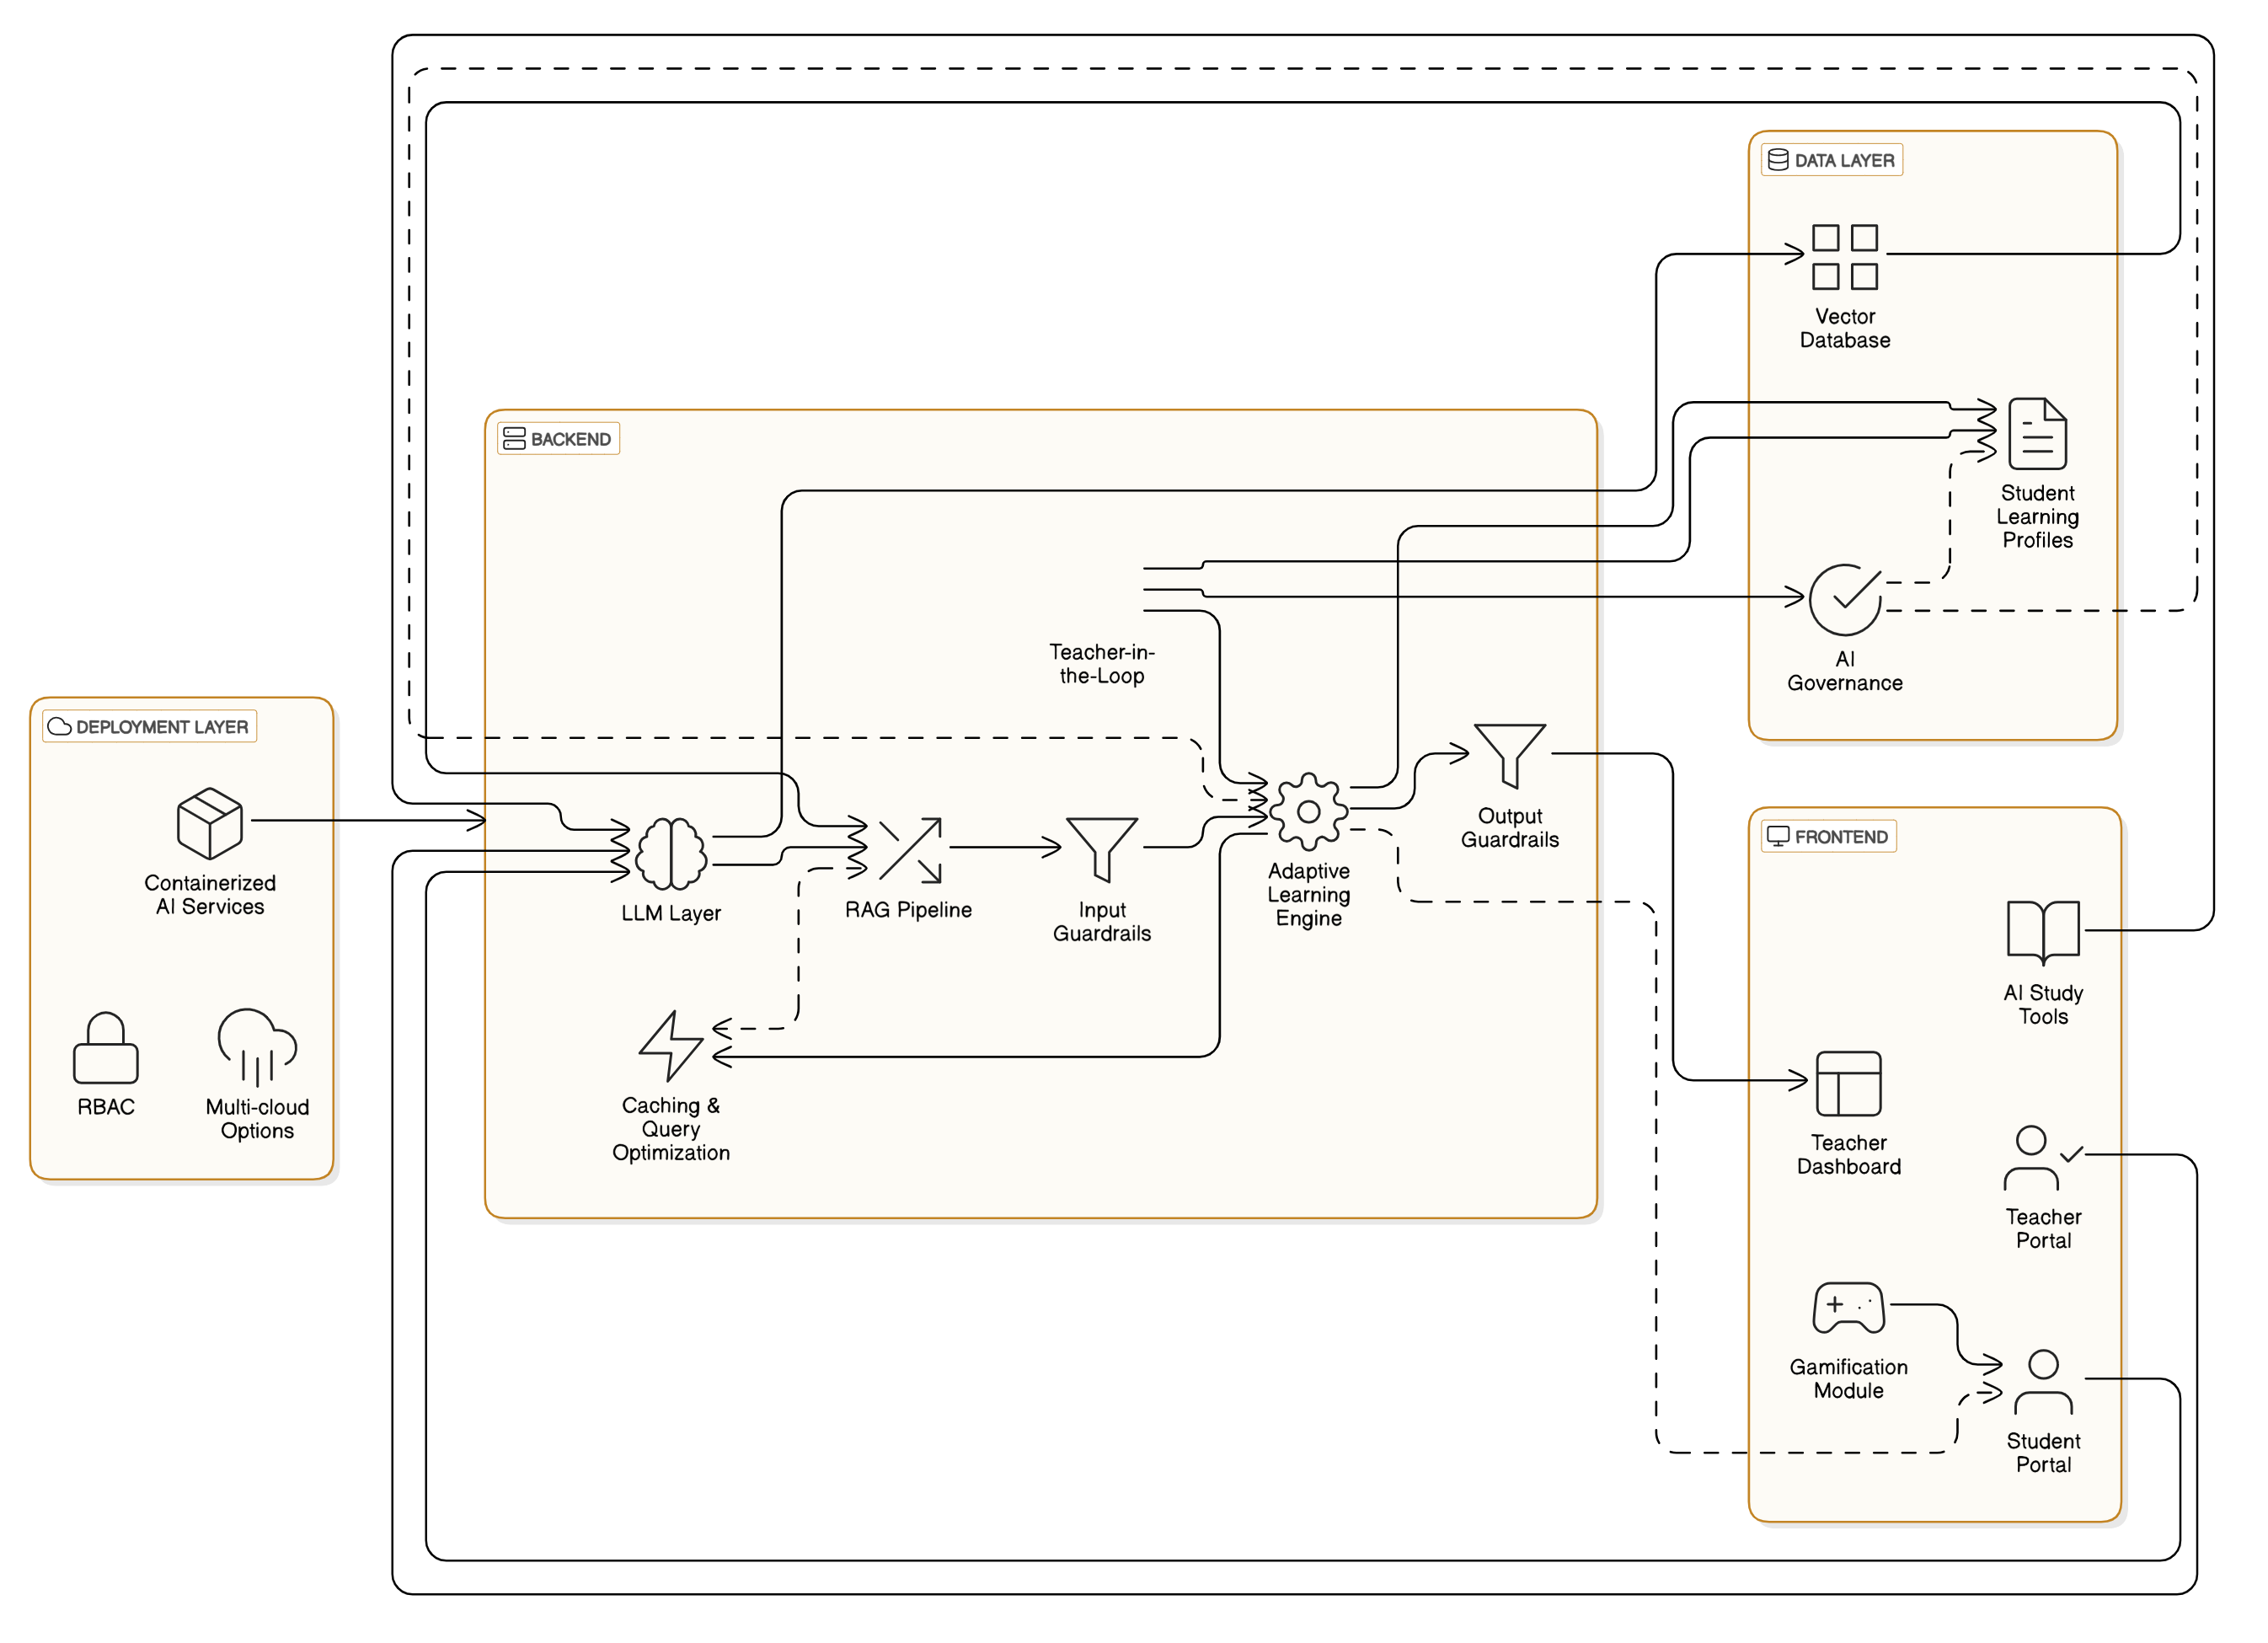 DATA LAYER
Vector
Database
Student
Learning
Profiles
AI
Governance
BACKEND
Teacher-in-
the-Loop
Output
Guardrails
Adaptive
Learning
Engine
LLM Layer
RAG Pipeline
Input
Guardrails
Caching &
Query
Optimization
DEPLOYMENT LAYER
Containerized
AI Services
RBAC
Multi-cloud
Options
FRONTEND
AI Study
Tools
Teacher
Dashboard
Teacher
Portal
Gamification
Module
Student
Portal